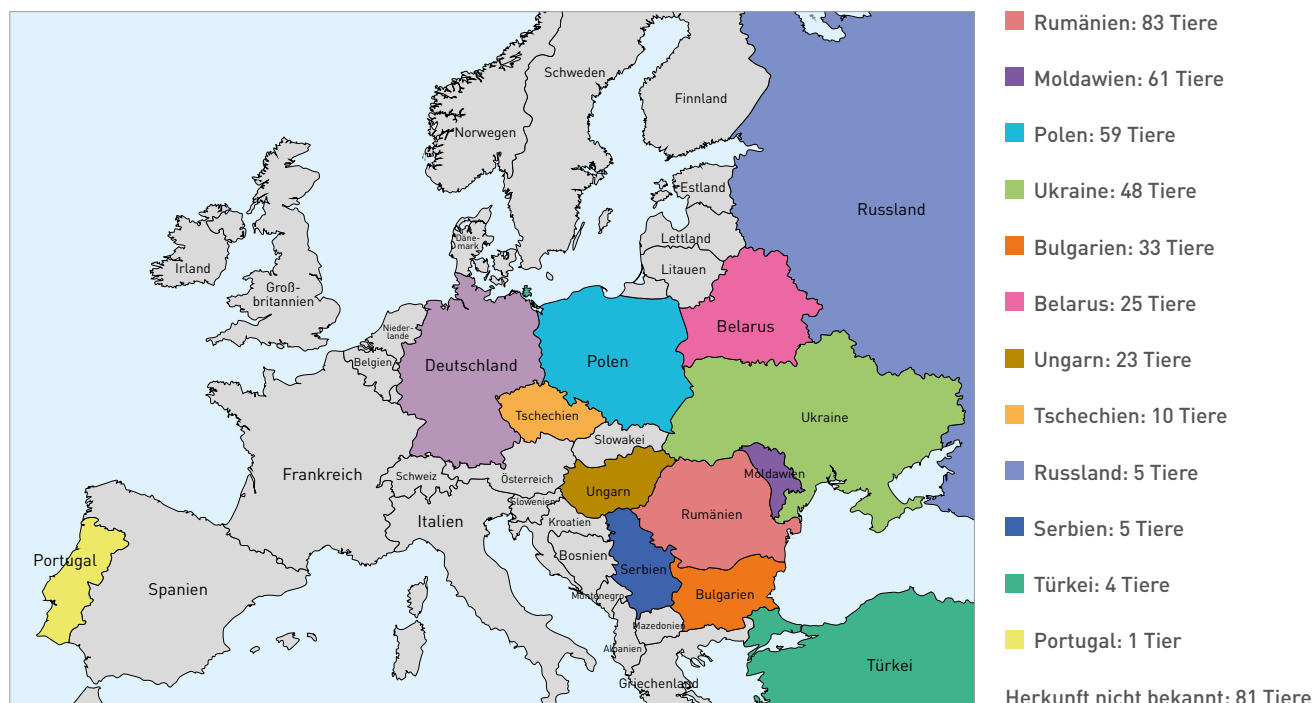 Schweden
Finnland
Norwegen
Estland
Russland
Däne-
mark
Lettland
Irland
Litauen
Groß-
britannien
Nieder-
lande
Belarus
Belgien
Deutschland
Polen
Tschechien
Ukraine
Slowakei
Frankreich
Schweiz
Österreich
Moldawien
Ungarn
Slowenien
Italien
Kroatien
Rumänien
Bosnien
Portugal
Spanien
Serbien
Montenegro
Bulgarien
Mazedonien
Albanien
Türkei
Griechenland
Rumänien: 83 Tiere
Moldawien: 61 Tiere
Polen: 59 Tiere
Ukraine: 48 Tiere
Bulgarien: 33 Tiere
Belarus: 25 Tiere
Ungarn: 23 Tiere
Tschechien: 10 Tiere
Russland: 5 Tiere
Serbien: 5 Tiere
Türkei: 4 Tiere
Portugal: 1 Tier
Herkunft nicht bekannt: 81 Tiere